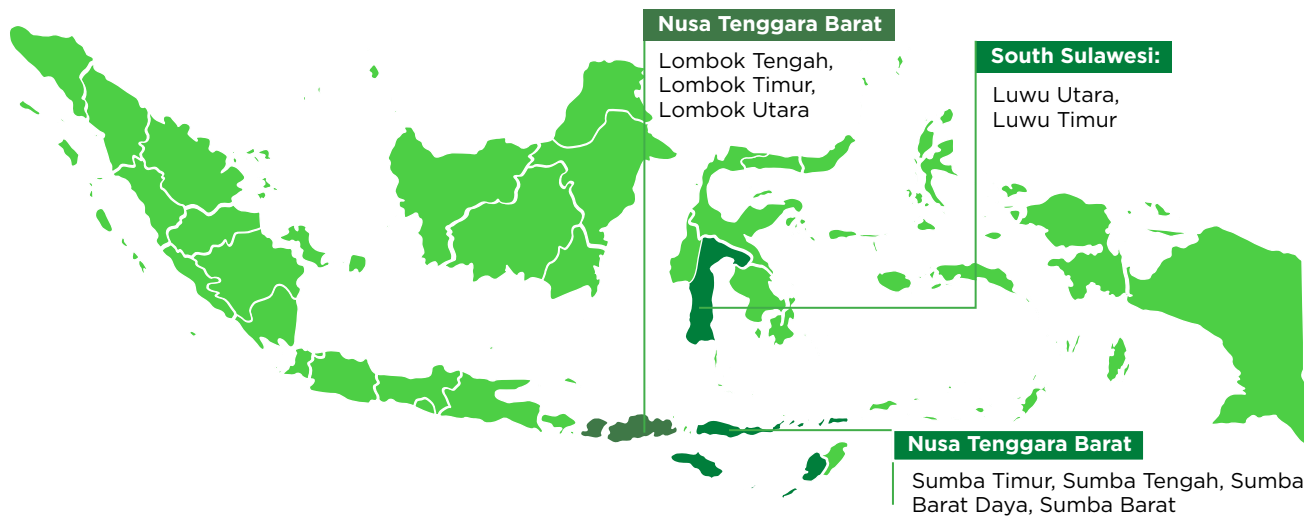 Nusa Tenggara Barat
Lombok Tengah,
Lombok Timur,
Lombok Utara
South Sulawesi:
Luwu Utara,
Luwu Timur
Nusa Tenggara Barat
Sumba Timur, Sumba Tengah, Sumba
Barat Daya, Sumba Barat